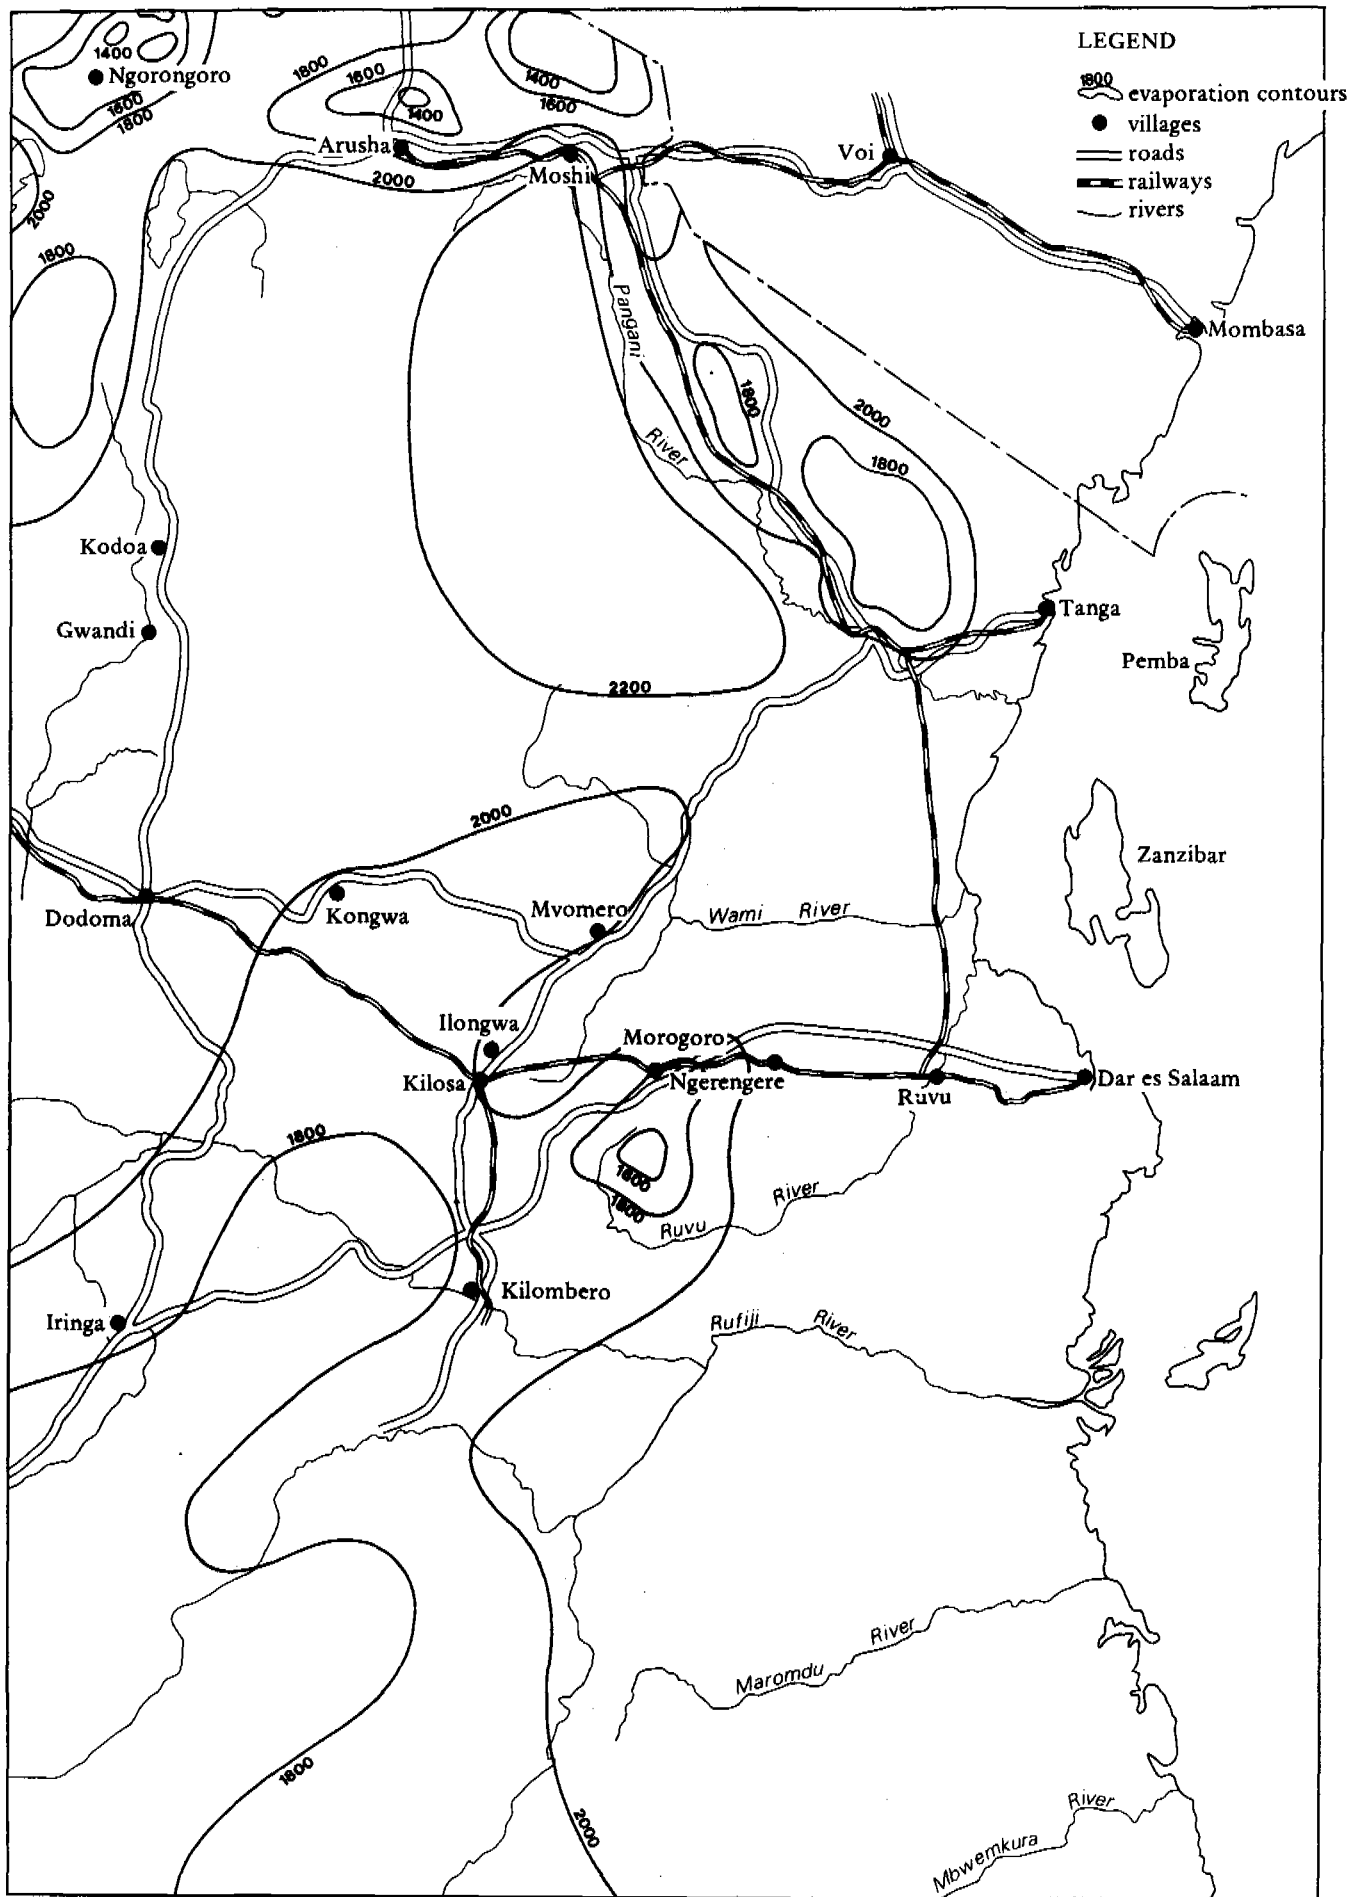 LEGEND
1800
evaporation contours
villages
roads
railways
rivers
1400
Ngorongoro
1600
1800
1800
1600
1400
1400
1600
Arusha
Moshi
2000
Voi
2000
1800
Mombasa
Pangani
River
1800
2000
1800
Kodoa
Gwandi
Tanga
Pemba
2200
2000
Zanzibar
Dodoma
Kongwa
Mvomero
Wami River
Ilongwa
Morogoro
Kilosa
Ngerengere
Ruvu
Dar es Salaam
1800
1600
1800
Ruvu
River
Kilombero
Iringa
Rufiji
River
River
Maromdu
1800
2000
River
Mbwemkura